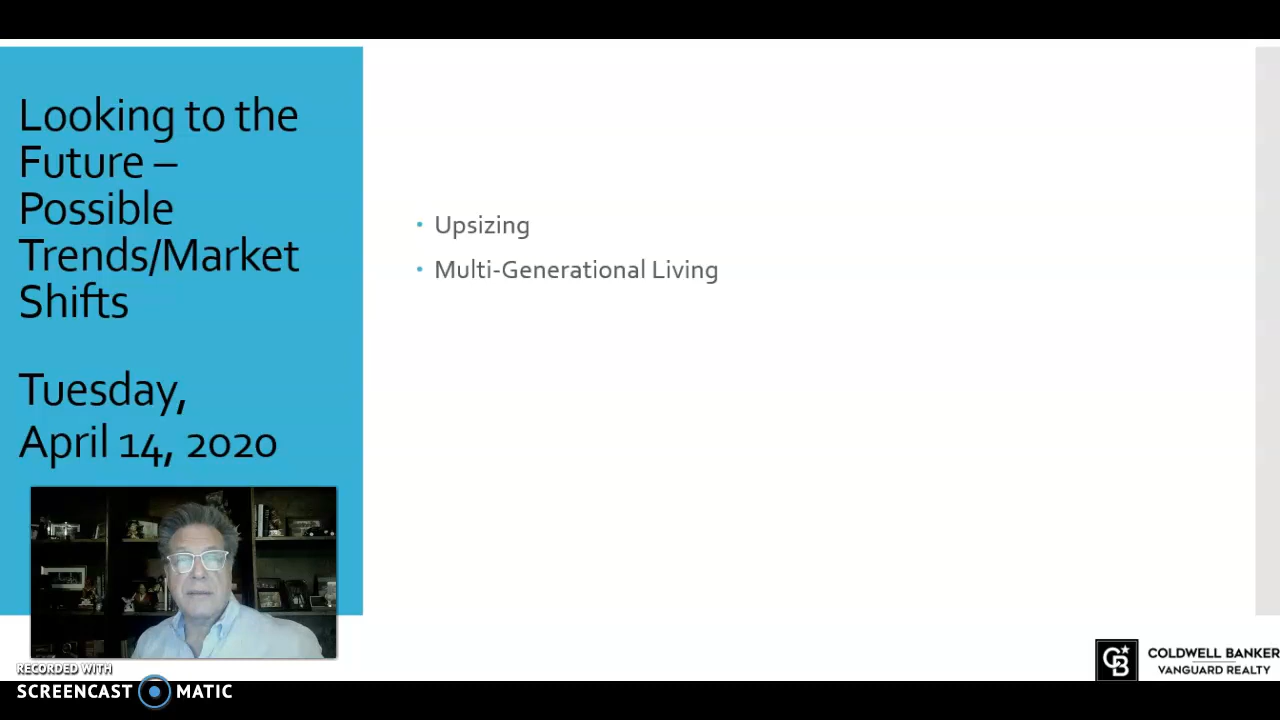 Looking to the
Future –
Possible
Trends/Market
Shifts
Tuesday,
April 14, 2020
• Upsizing
• Multi-Generational Living
RECORDED WITH
SCREENCAST MATIC
CB
COLDWELL BANKER
VANGUARD REALTY